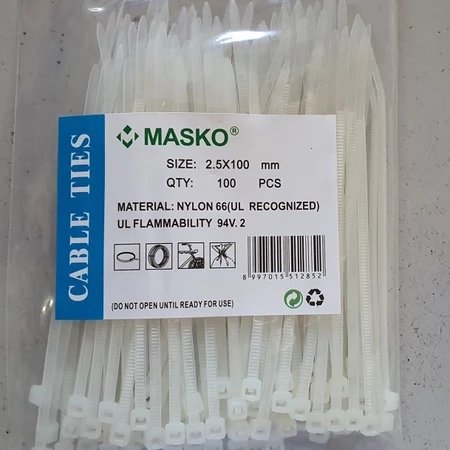 CABLE TIES
MASKO®
SIZE: 2.5X100 mm
QTY: 100 PCS
MATERIAL: NYLON 66(UL RECOGNIZED)
UL FLAMMABILITY 94V. 2
8 997015 512852
(DO NOT OPEN UNTIL READY FOR USE)